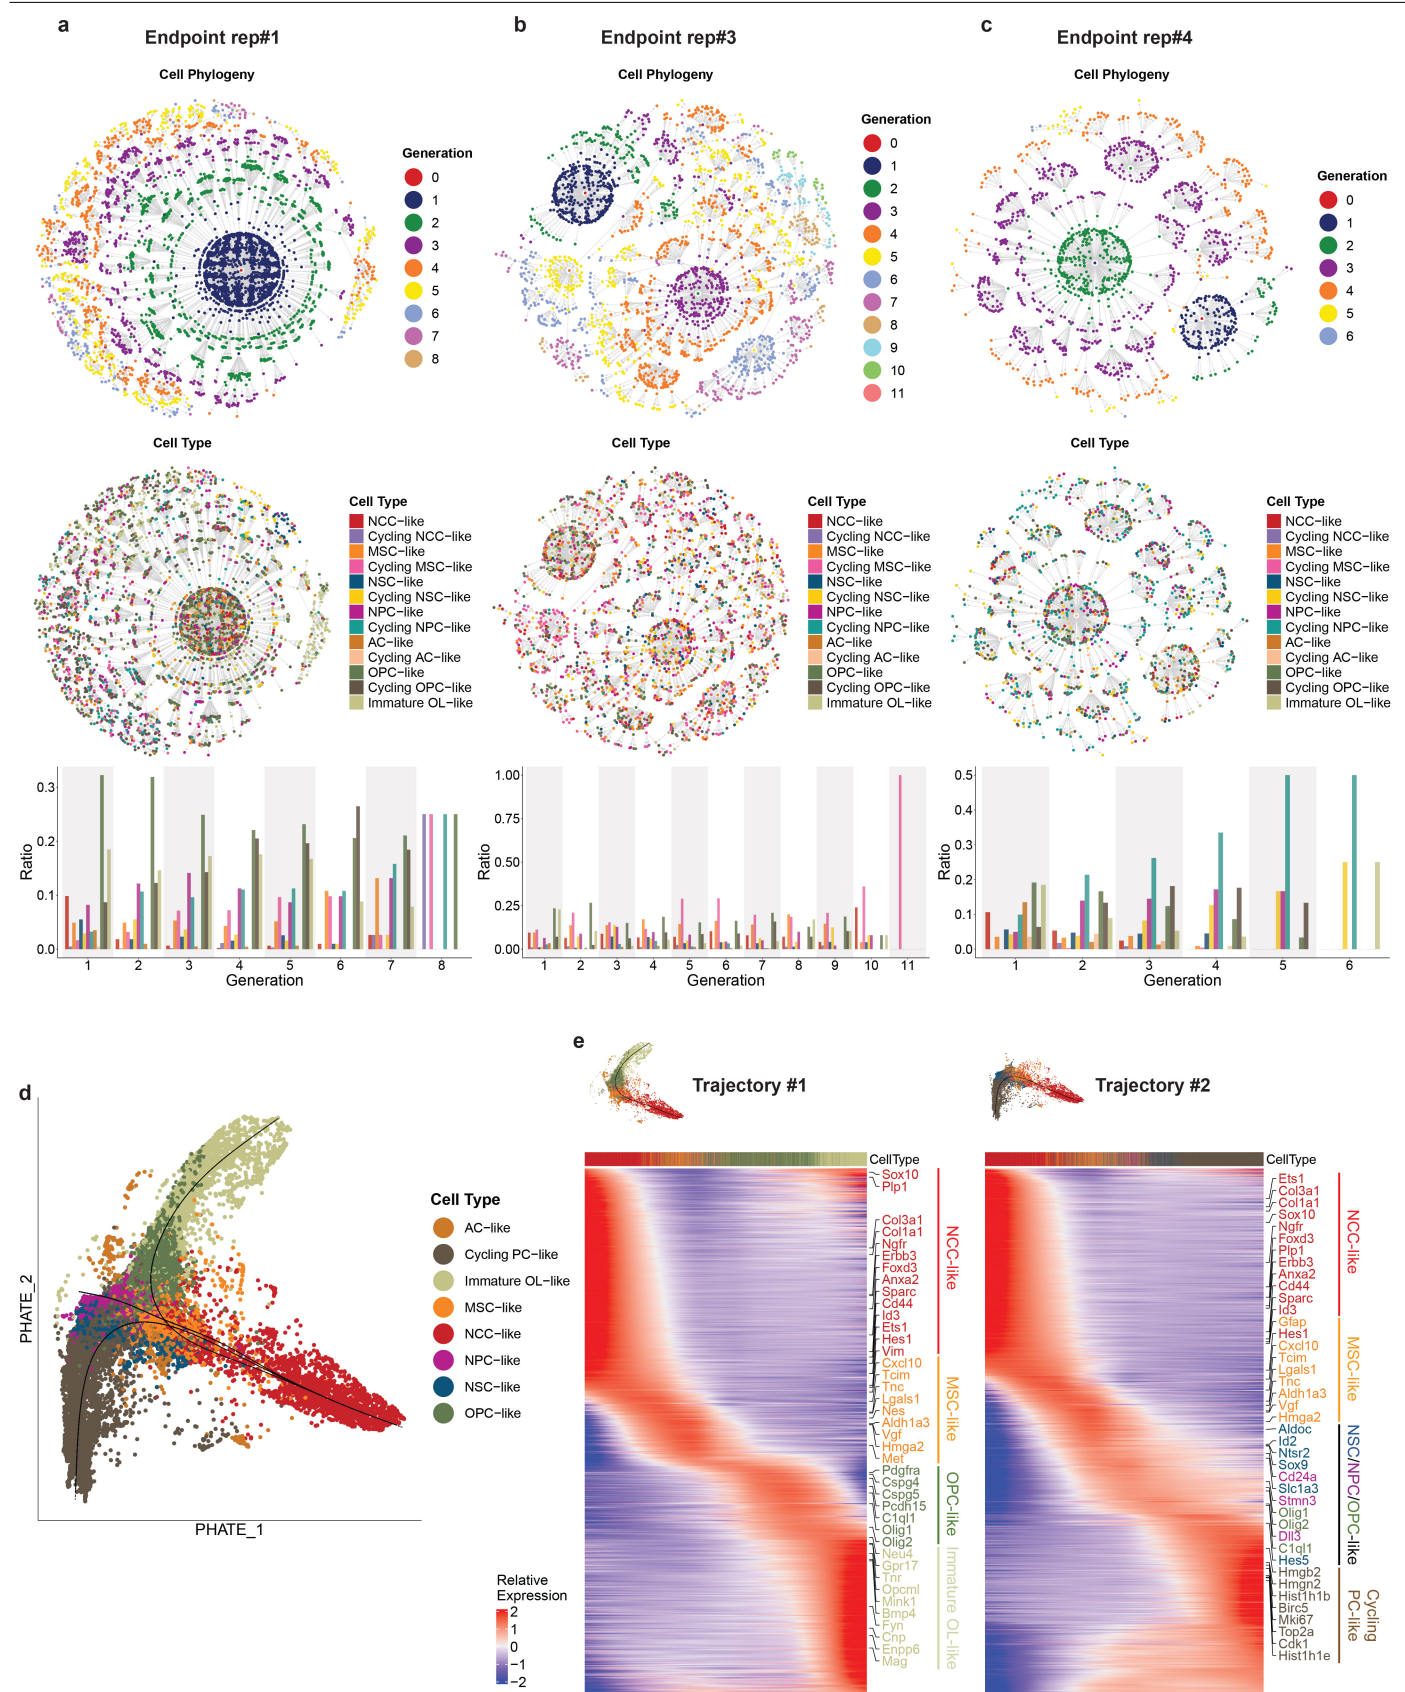 a
Endpoint rep#1
Cell Phylogeny
Generation
0
1
2
3
4
5
6
7
8
Cell Type
Cell Type
NCC-like
Cycling NCC-like
MSC-like
Cycling MSC-like
NSC-like
Cycling NSC-like
NPC-like
Cycling NPC-like
AC-like
Cycling AC-like
OPC-like
Cycling OPC-like
Immature OL-like
Ratio
0.3
0.2
0.1
0.0
1 2 3 4 5 6 7 8
Generation
b
Endpoint rep#3
Cell Phylogeny
Generation
0
1
2
3
4
5
6
7
8
9
10
11
Cell Type
Cell Type
NCC-like
Cycling NCC-like
MSC-like
Cycling MSC-like
NSC-like
Cycling NSC-like
NPC-like
Cycling NPC-like
AC-like
Cycling AC-like
OPC-like
Cycling OPC-like
Immature OL-like
Ratio
1.00
0.75
0.50
0.25
0.00
1 2 3 4 5 6 7 8 9 10 11
Generation
c
Endpoint rep#4
Cell Phylogeny
Generation
0
1
2
3
4
5
6
Cell Type
Cell Type
NCC-like
Cycling NCC-like
MSC-like
Cycling MSC-like
NSC-like
Cycling NSC-like
NPC-like
Cycling NPC-like
AC-like
Cycling AC-like
OPC-like
Cycling OPC-like
Immature OL-like
Ratio
0.5
0.4
0.3
0.2
0.1
0.0
1 2 3 4 5 6
Generation
d
PHATE_2
PHATE_1
Cell Type
AC-like
Cycling PC-like
Immature OL-like
MSC-like
NCC-like
NPC-like
NSC-like
OPC-like
e
Trajectory #1
CellType
Sox10
Plp1
Col3a1
Col1a1
Ngfr
Erbb3
Foxd3
Anxa2
Sparc
Cd44
Id3
Ets1
Hes1
Vim
Cxcl10
Tcim
Tnc
Lgals1
Nes
Aldh1a3
Vgf
Hmga2
Met
Pdgfra
Cspg4
Cspg5
Pcdh15
C1ql1
Olig1
Olig2
Neu4
Gpr17
Tnr
Opcml
Mink1
Bmp4
Fyn
Cnp
Enpp6
Mag
NCC-like
MSC-like
OPC-like
Immature OL-like
Relative
Expression
2
1
0
-1
-2
Trajectory #2
CellType
Ets1
Col3a1
Col1a1
Sox10
Ngfr
Foxd3
Plp1
Erbb3
Anxa2
Cd44
Sparc
Id3
Gfap
Hes1
Cxcl10
Tcim
Lgals1
Tnc
Aldh1a3
Vgf
Hmga2
Aldoc
Id2
Ntsr2
Sox9
Cd24a
Slc1a3
Stmn3
Olig1
Olig2
Dll3
C1ql1
Hes5
Hmgb2
Hmgn2
Hist1h1b
Birc5
Mki67
Top2a
Cdk1
Hist1h1e
NCC-like
MSC-like
NSC/NPC/OPC-like
Cycling
PC-like